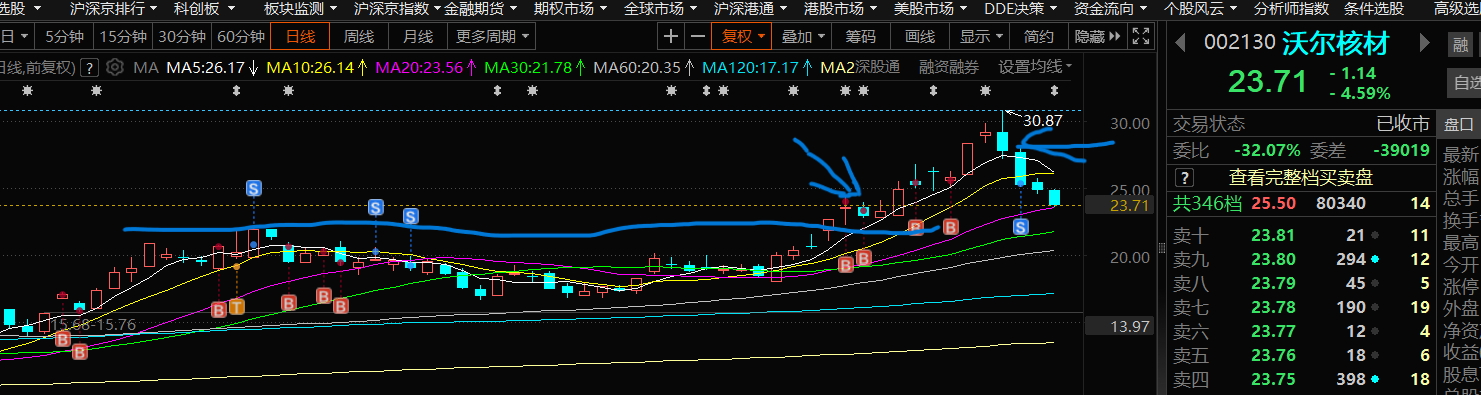 选股 沪深京排行 科创板 板块监测 沪深京指数 金融期货 期权市场 全球市场 沪深港通 港股市场 美股市场 DDE决策 资金流向 个股风云 分析师指数 条件选股 高级选
日 5分钟 15分钟 30分钟 60分钟 日线 周线 月线 更多周期 复权 叠加 筹码 画线 显示 简约 隐藏
日线,前复权) ? MA MA5:26.17↓ MA10:26.14↑ MA20:23.56↑ MA30:21.78↑ MA60:20.35↑ MA120:17.17↑ MA2 深股通 融资融券 设置均线
30.87
30.00
25.00
23.71
20.00
13.97
15.68-15.76
S
S
S
S
B
B
B
T
B
B
B
B
B
B
B
002130 沃尔核材 融
23.71 -1.14
-4.59%
自选
交易状态 已收市 盘口
委比 -32.07% 委差 -39019
? 查看完整档买卖盘
共346档 25.50 80340 14
卖十 23.81 21 11
卖九 23.80 294 12
卖八 23.79 45 5
卖七 23.78 190 19
卖六 23.77 12 4
卖五 23.76 18 6
卖四 23.75 398 18
最新
涨幅
总手
换手
最高
今开
涨停
外盘
净资
收益
股息